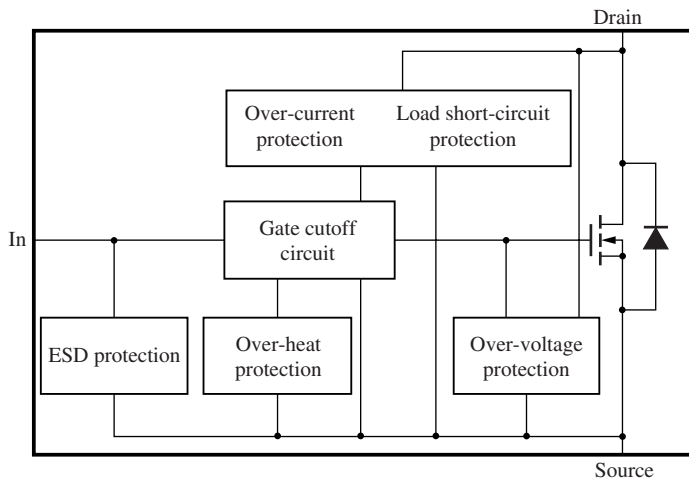 Drain
Over-current
protection
Load short-circuit
protection
In
Gate cutoff
circuit
ESD protection
Over-heat
protection
Over-voltage
protection
Source